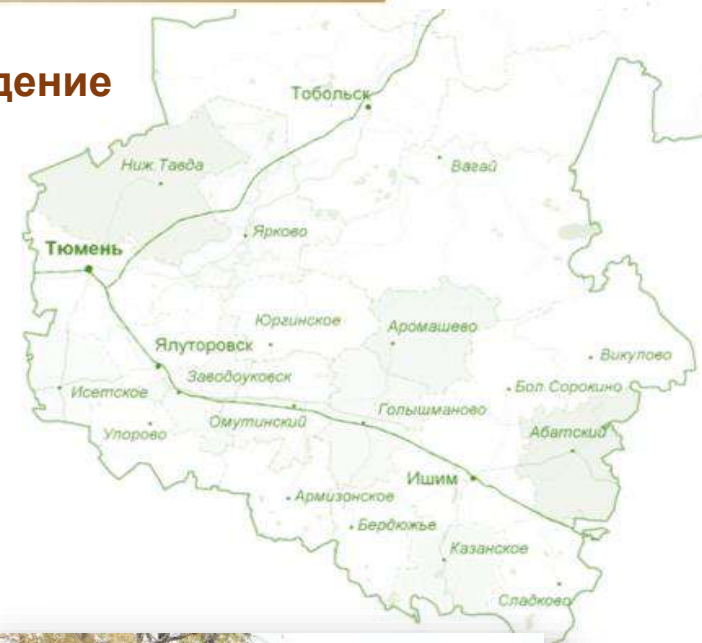 дение
Тобольск
Ниж.Тавда
Вагай
Ярково
Тюмень
Юргинское
Аромашево
Ялуторовск
Викулово
Заводоуковск
Исетское
Бол.Сорокино
Голышманово
Омутинский
Упорово
Абатский
Ишим
Армизонское
Бердюжье
Казанское
Сладково